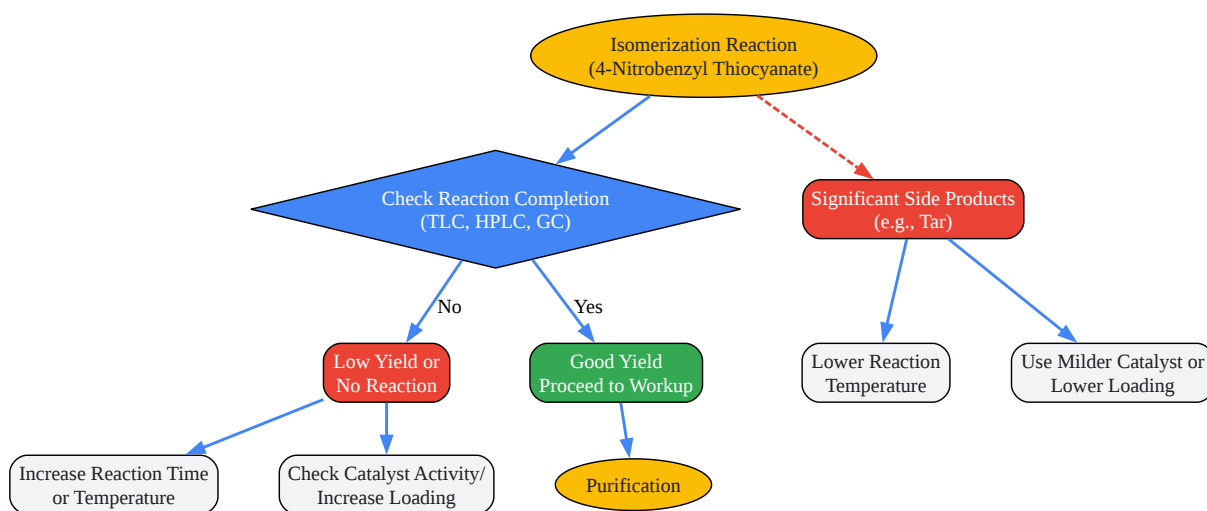 Isomerization Reaction
(4-Nitrobenzyl Thiocyanate)
Check Reaction Completion
(TLC, HPLC, GC)
Significant Side Products
(e.g., Tar)
No
Yes
Low Yield or
No Reaction
Good Yield
Proceed to Workup
Lower Reaction
Temperature
Use Milder Catalyst or
Lower Loading
Increase Reaction Time
or Temperature
Check Catalyst Activity/
Increase Loading
Purification